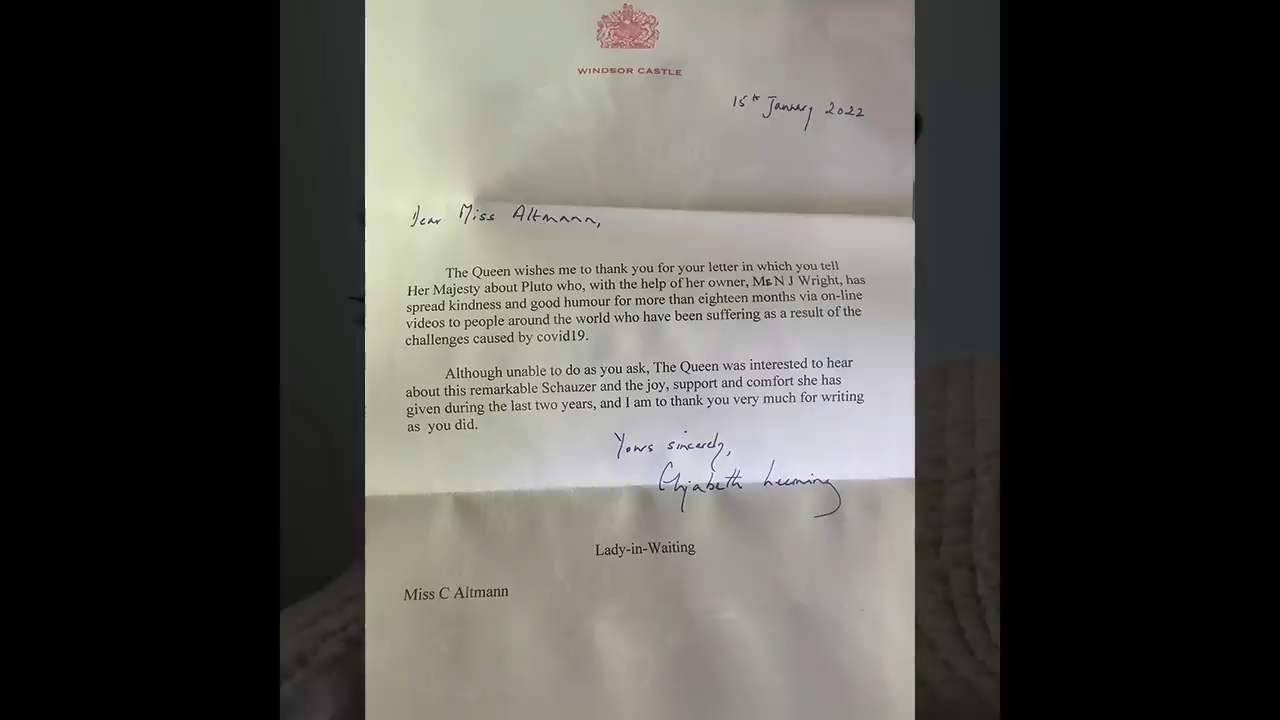 WINDSOR CASTLE
15th January 2022
Dear Miss Altmann,
The Queen wishes me to thank you for your letter in which you tell
Her Majesty about Pluto who, with the help of her owner, Ms N J Wright, has
spread kindness and good humour for more than eighteen months via on-line
videos to people around the world who have been suffering as a result of the
challenges caused by covid19.
Although unable to do as you ask, The Queen was interested to hear
about this remarkable Schauzer and the joy, support and comfort she has
given during the last two years, and I am to thank you very much for writing
as you did.
Yours sincerely,
Elizabeth Leeming
Lady-in-Waiting
Miss C Altmann